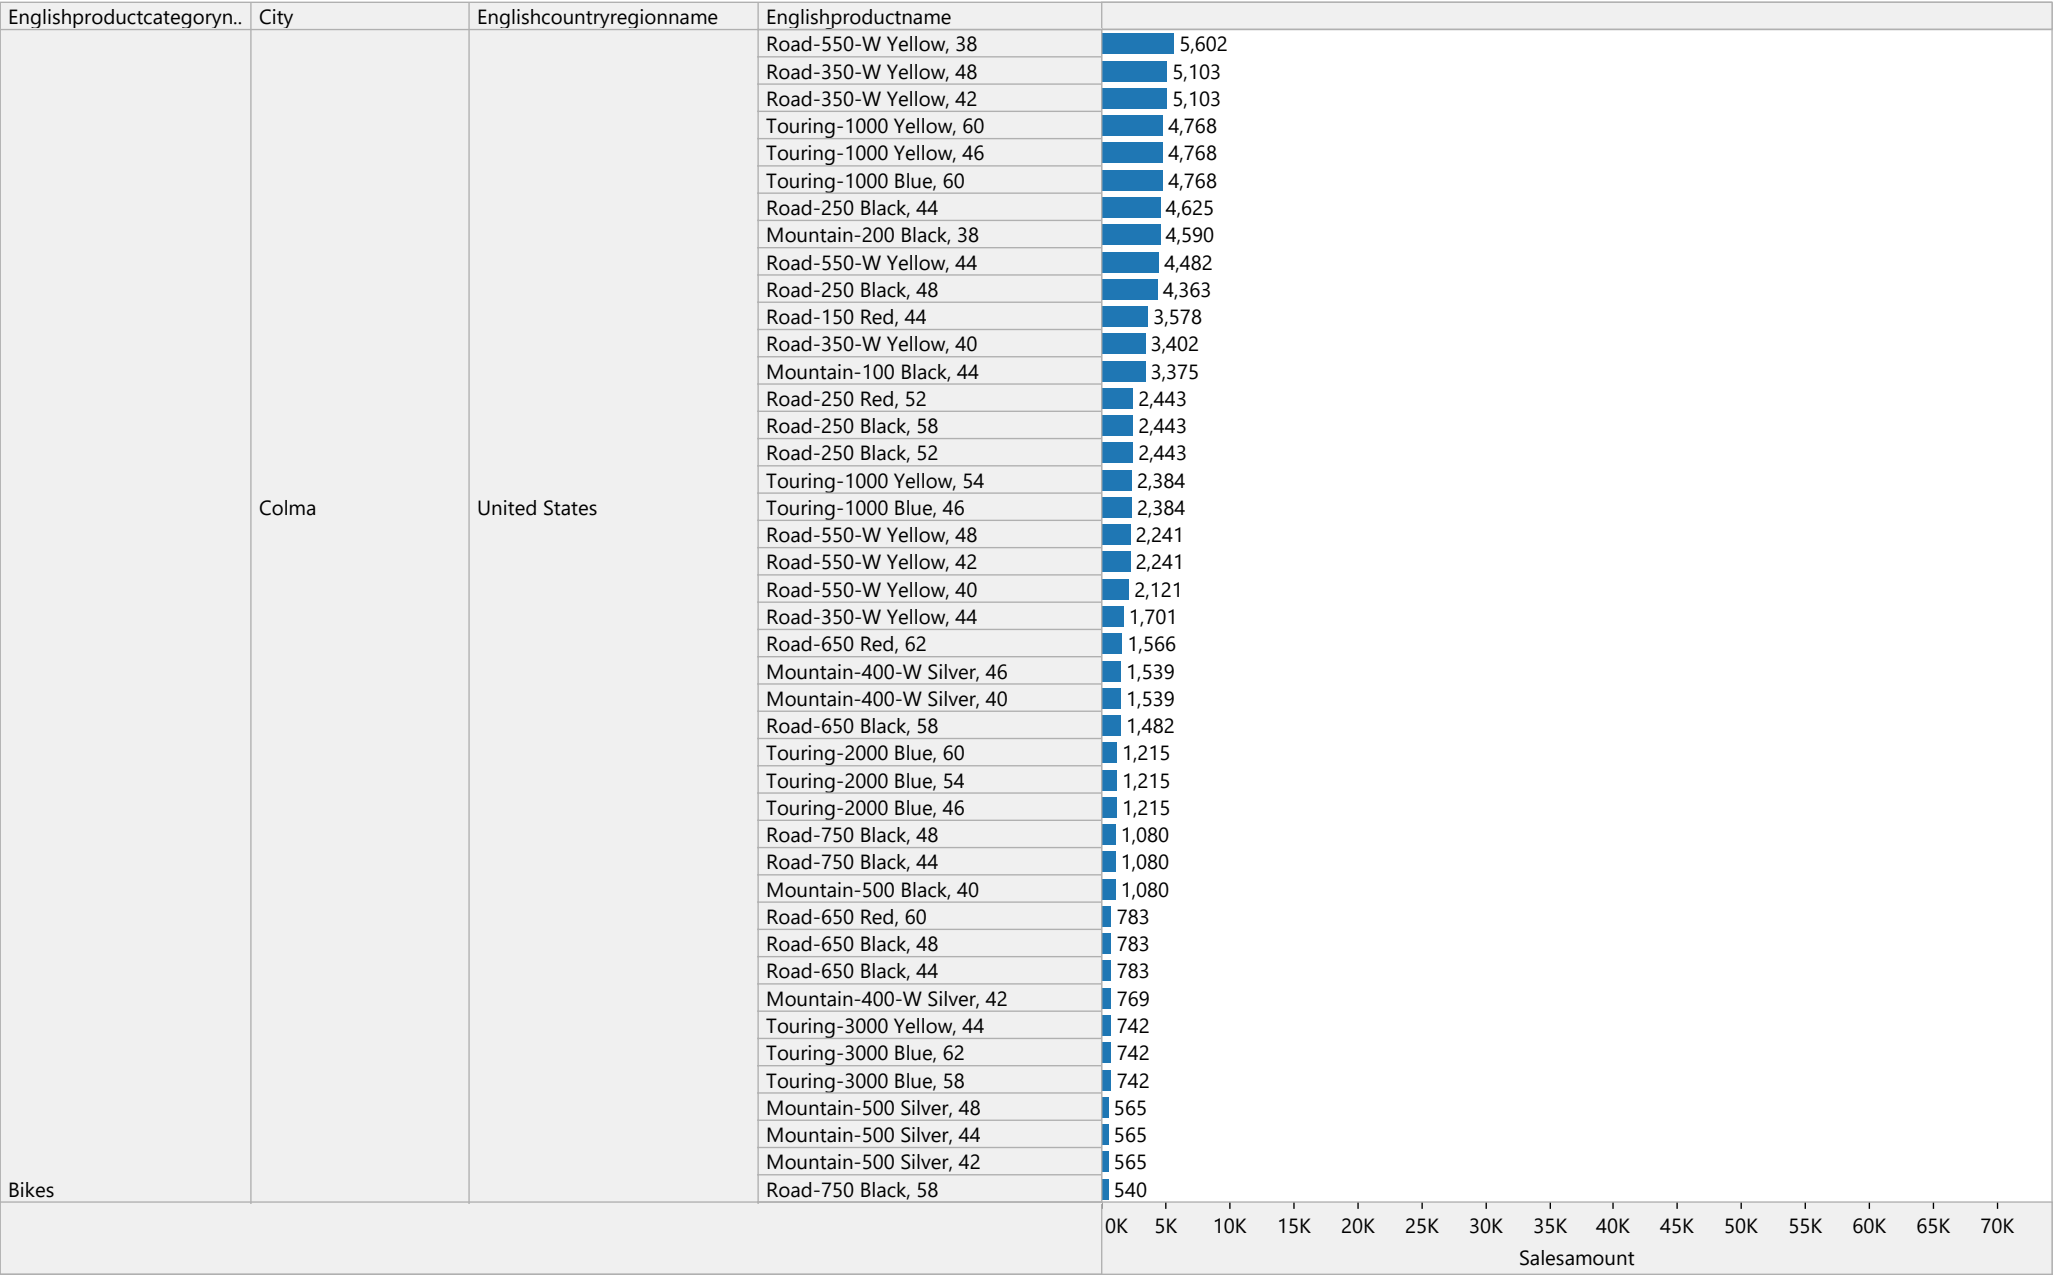 Englishproductcategoryn.. City Englishcountryregionname Englishproductname
Road-550-W Yellow, 38 5,602
Road-350-W Yellow, 48 5,103
Road-350-W Yellow, 42 5,103
Touring-1000 Yellow, 60 4,768
Touring-1000 Yellow, 46 4,768
Touring-1000 Blue, 60 4,768
Road-250 Black, 44 4,625
Mountain-200 Black, 38 4,590
Road-550-W Yellow, 44 4,482
Road-250 Black, 48 4,363
Road-150 Red, 44 3,578
Road-350-W Yellow, 40 3,402
Mountain-100 Black, 44 3,375
Road-250 Red, 52 2,443
Road-250 Black, 58 2,443
Road-250 Black, 52 2,443
Touring-1000 Yellow, 54 2,384
Colma United States Touring-1000 Blue, 46 2,384
Road-550-W Yellow, 48 2,241
Road-550-W Yellow, 42 2,241
Road-550-W Yellow, 40 2,121
Road-350-W Yellow, 44 1,701
Road-650 Red, 62 1,566
Mountain-400-W Silver, 46 1,539
Mountain-400-W Silver, 40 1,539
Road-650 Black, 58 1,482
Touring-2000 Blue, 60 1,215
Touring-2000 Blue, 54 1,215
Touring-2000 Blue, 46 1,215
Road-750 Black, 48 1,080
Road-750 Black, 44 1,080
Mountain-500 Black, 40 1,080
Road-650 Red, 60 783
Road-650 Black, 48 783
Road-650 Black, 44 783
Mountain-400-W Silver, 42 769
Touring-3000 Yellow, 44 742
Touring-3000 Blue, 62 742
Touring-3000 Blue, 58 742
Mountain-500 Silver, 48 565
Mountain-500 Silver, 44 565
Mountain-500 Silver, 42 565
Bikes Road-750 Black, 58 540
0K 5K 10K 15K 20K 25K 30K 35K 40K 45K 50K 55K 60K 65K 70K
Salesamount